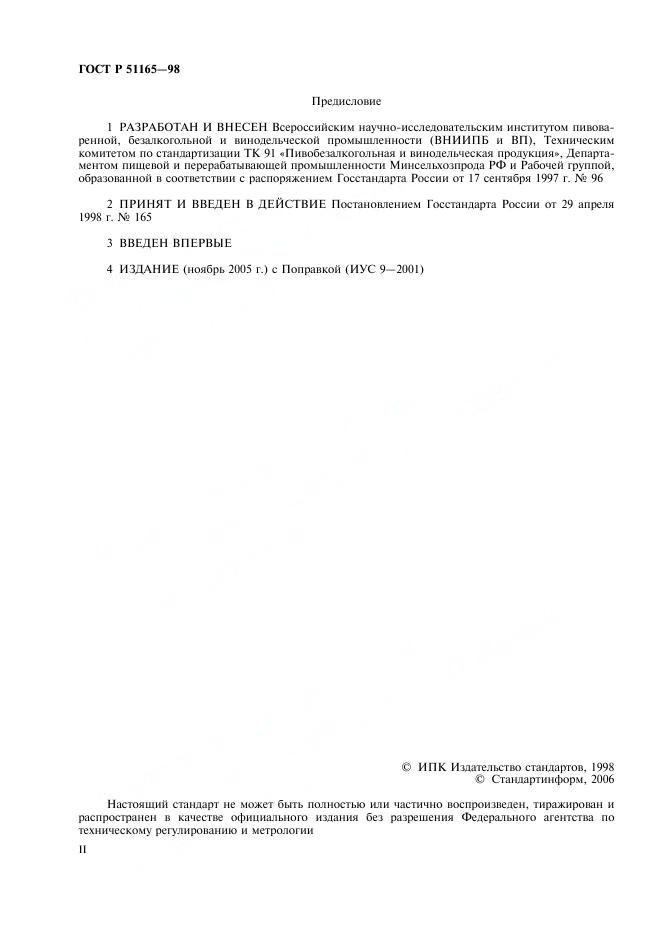 ГОСТ Р 51165—98
Предисловие
1 РАЗРАБОТАН И ВНЕСЕН Всероссийским научно-исследовательским институтом пивова-
ренной, безалкогольной и винодельческой промышленности (ВНИИПБ и ВП), Техническим
комитетом по стандартизации ТК 91 «Пивобезалкогольная и винодельческая продукция», Департа-
ментом пищевой и перерабатывающей промышленности Минсельхозпрода РФ и Рабочей группой,
образованной в соответствии с распоряжением Госстандарта России от 17 сентября 1997 г. № 96
2 ПРИНЯТ И ВВЕДЕН В ДЕЙСТВИЕ Постановлением Госстандарта России от 29 апреля
1998 г. № 165
3 ВВЕДЕН ВПЕРВЫЕ
4 ИЗДАНИЕ (ноябрь 2005 г.) с Поправкой (ИУС 9—2001)
© ИПК Издательство стандартов, 1998
© Стандартинформ, 2006
Настоящий стандарт не может быть полностью или частично воспроизведен, тиражирован и
распространен в качестве официального издания без разрешения Федерального агентства по
техническому регулированию и метрологии
II